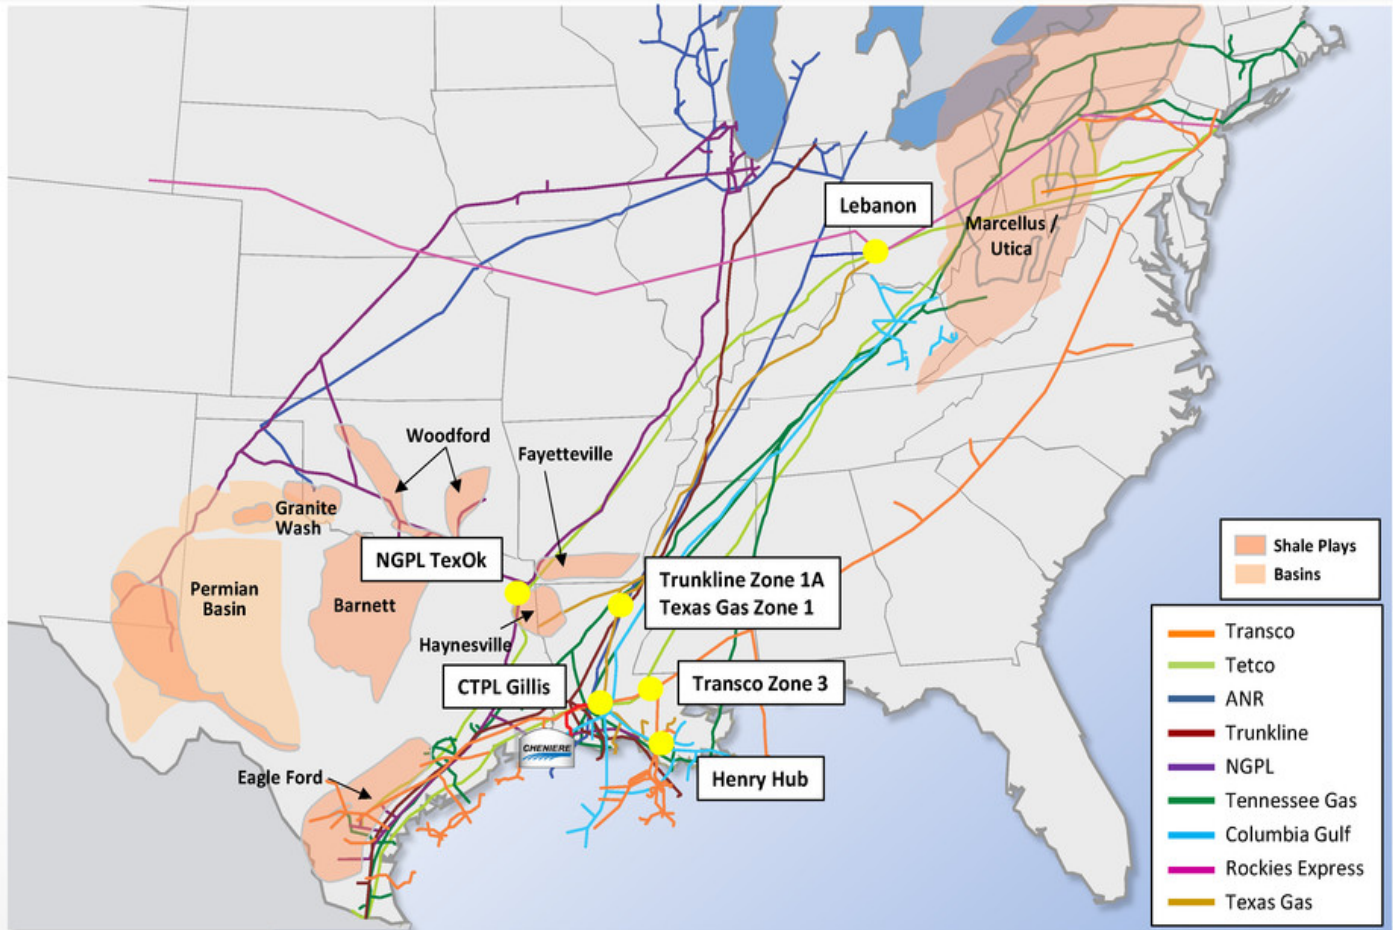 Lebanon
Marcellus /
Utica
Woodford
Fayetteville
Granite
Wash
NGPL TexOk
Permian
Basin
Barnett
Trunkline Zone 1A
Texas Gas Zone 1
Haynesville
CTPL Gillis
Transco Zone 3
CHENIERE
Eagle Ford
Henry Hub
Shale Plays
Basins
Transco
Tetco
ANR
Trunkline
NGPL
Tennessee Gas
Columbia Gulf
Rockies Express
Texas Gas